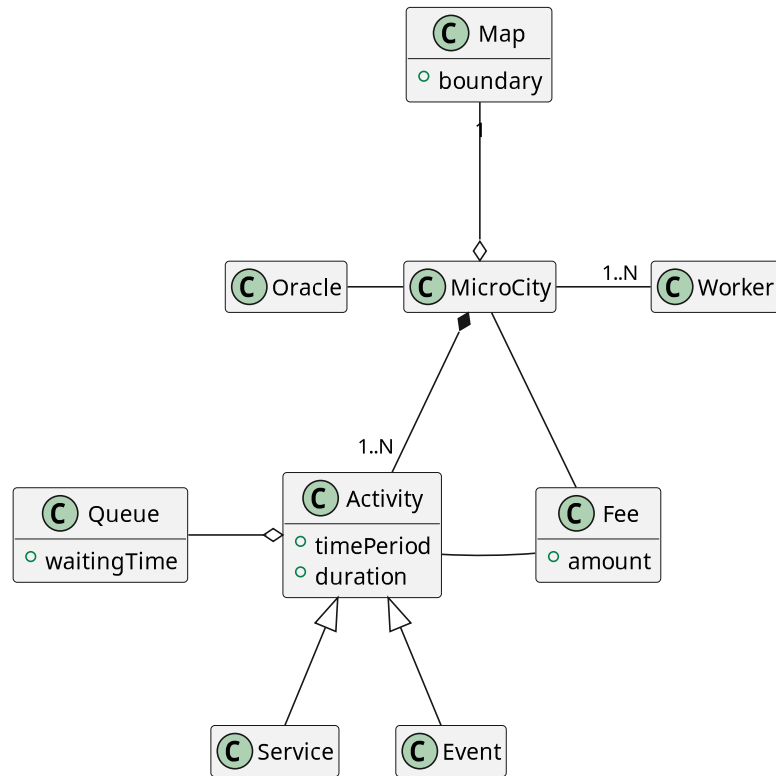 C Map
boundary
1
C Oracle
C MicroCity
1..N
C Worker
1..N
C Queue
waitingTime
C Activity
timePeriod
duration
C Fee
amount
C Service
C Event